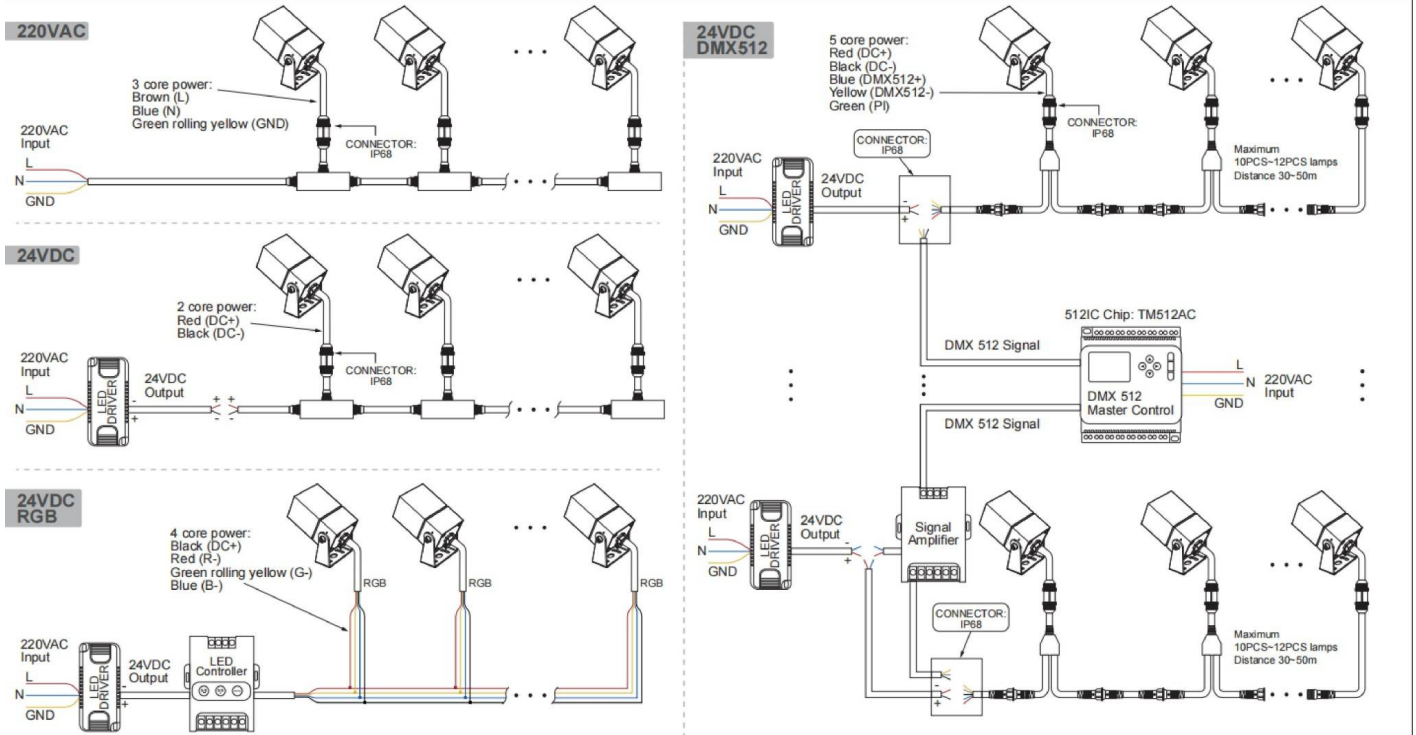 220VAC
3 core power:
Brown (L)
Blue (N)
Green rolling yellow (GND)
CONNECTOR:
IP68
220VAC
Input
L
N
GND
24VDC
2 core power:
Red (DC+)
Black (DC-)
CONNECTOR:
IP68
220VAC
Input
L
N
GND
LED
DRIVER
24VDC
Output
-
+
+ +
- -
24VDC
RGB
4 core power:
Black (DC+)
Red (R-)
Green rolling yellow (G-)
Blue (B-)
RGB
RGB
RGB
220VAC
Input
L
N
GND
LED
DRIVER
24VDC
Output
-
+
LED
Controller
24VDC
DMX512
5 core power:
Red (DC+)
Black (DC-)
Blue (DMX512+)
Yellow (DMX512-)
Green (PI)
CONNECTOR:
IP68
CONNECTOR:
IP68
220VAC
Input
L
N
GND
LED
DRIVER
24VDC
Output
-
+
Maximum
10PCS~12PCS lamps
Distance 30~50m
512IC Chip: TM512AC
DMX 512 Signal
DMX 512
Master Control
L
N
GND
220VAC
Input
DMX 512 Signal
220VAC
Input
L
N
GND
LED
DRIVER
24VDC
Output
-
+
Signal
Amplifier
CONNECTOR:
IP68
-
+
Maximum
10PCS~12PCS lamps
Distance 30~50m